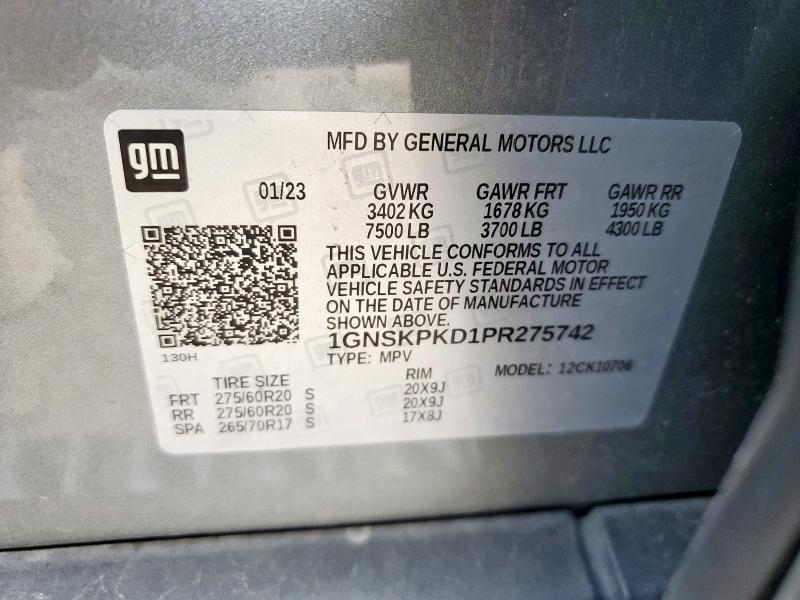 gm
MFD BY GENERAL MOTORS LLC
01/23 GVWR GAWR FRT GAWR RR
3402 KG 1678 KG 1950 KG
7500 LB 3700 LB 4300 LB
THIS VEHICLE CONFORMS TO ALL
APPLICABLE U.S. FEDERAL MOTOR
VEHICLE SAFETY STANDARDS IN EFFECT
ON THE DATE OF MANUFACTURE
SHOWN ABOVE.
1GNSKPKD1PR275742
130H
TYPE: MPV MODEL: 12CK10706
TIRE SIZE RIM
FRT 275/60R20 S 20X9J
RR 275/60R20 S 20X9J
SPA 265/70R17 S 17X8J